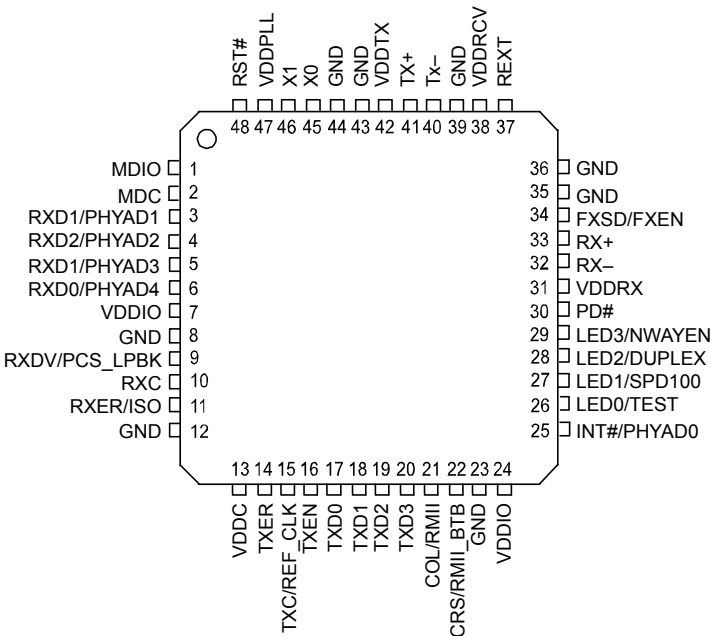 RST#
VDDPLL
X1
X0
GND
GND
VDDTX
TX+
Tx–
GND
VDDRCV
REXT
48 47 46 45 44 43 42 41 40 39 38 37
MDIO 1
MDC 2
RXD1/PHYAD1 3
RXD2/PHYAD2 4
RXD1/PHYAD3 5
RXD0/PHYAD4 6
VDDIO 7
GND 8
RXDV/PCS_LPBK 9
RXC 10
RXER/ISO 11
GND 12
36 GND
35 GND
34 FXSD/FXEN
33 RX+
32 RX–
31 VDDRX
30 PD#
29 LED3/NWAYEN
28 LED2/DUPLEX
27 LED1/SPD100
26 LED0/TEST
25 INT#/PHYAD0
13 14 15 16 17 18 19 20 21 22 23 24
VDDC
TXER
TXC/REF_CLK
TXEN
TXD0
TXD1
TXD2
TXD3
COL/RMII
CRS/RMII_BTB
GND
VDDIO